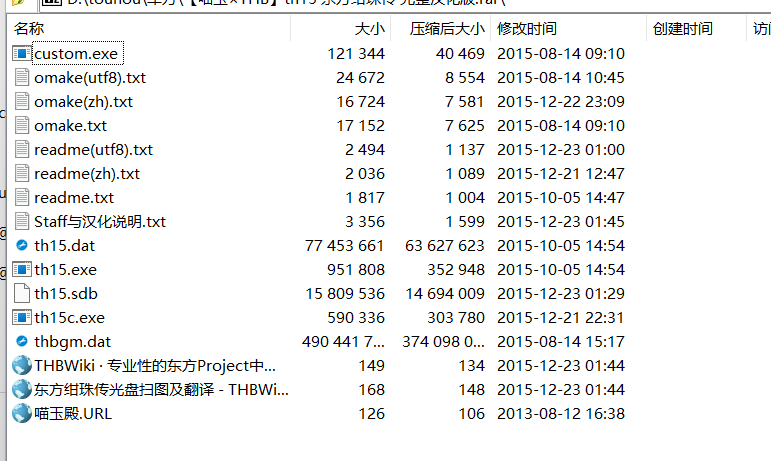 D:\touhou\车万\【喵玉×THB】th15 东方绀珠传 完整汉化版.rar\
名称 大小 压缩后大小 修改时间 创建时间 访
custom.exe 121 344 40 469 2015-08-14 09:10
omake(utf8).txt 24 672 8 554 2015-08-14 10:45
omake(zh).txt 16 724 7 581 2015-12-22 23:09
omake.txt 17 152 7 625 2015-08-14 09:10
readme(utf8).txt 2 494 1 137 2015-12-23 01:00
readme(zh).txt 2 036 1 089 2015-12-21 12:47
readme.txt 1 817 1 004 2015-10-05 14:47
Staff与汉化说明.txt 3 356 1 599 2015-12-23 01:45
th15.dat 77 453 661 63 627 623 2015-10-05 14:54
th15.exe 951 808 352 948 2015-10-05 14:54
th15.sdb 15 809 536 14 694 009 2015-12-23 01:29
th15c.exe 590 336 303 780 2015-12-21 22:31
thbgm.dat 490 441 7... 374 098 0... 2015-08-14 15:17
THBWiki · 专业性的东方Project中... 149 134 2015-12-23 01:44
东方绀珠传光盘扫图及翻译 - THBWi... 168 148 2015-12-23 01:44
喵玉殿.URL 126 106 2013-08-12 16:38